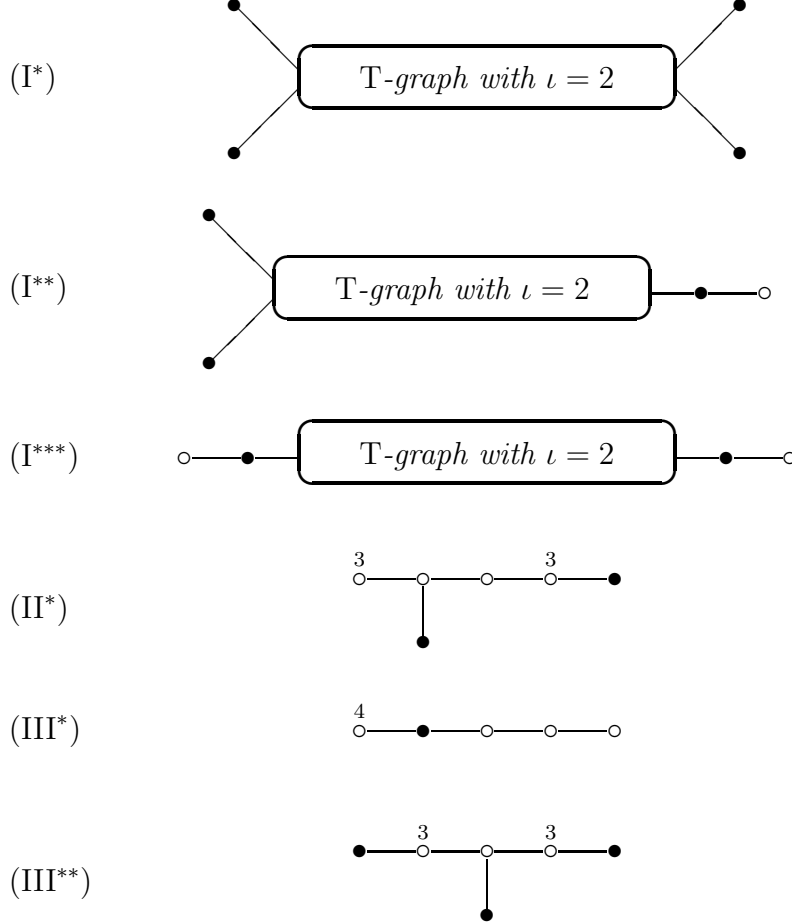 (I*) T-graph with ι = 2
(I**) T-graph with ι = 2
(I***) T-graph with ι = 2
3 3
(II*)
4
(III*)
3 3
(III**)